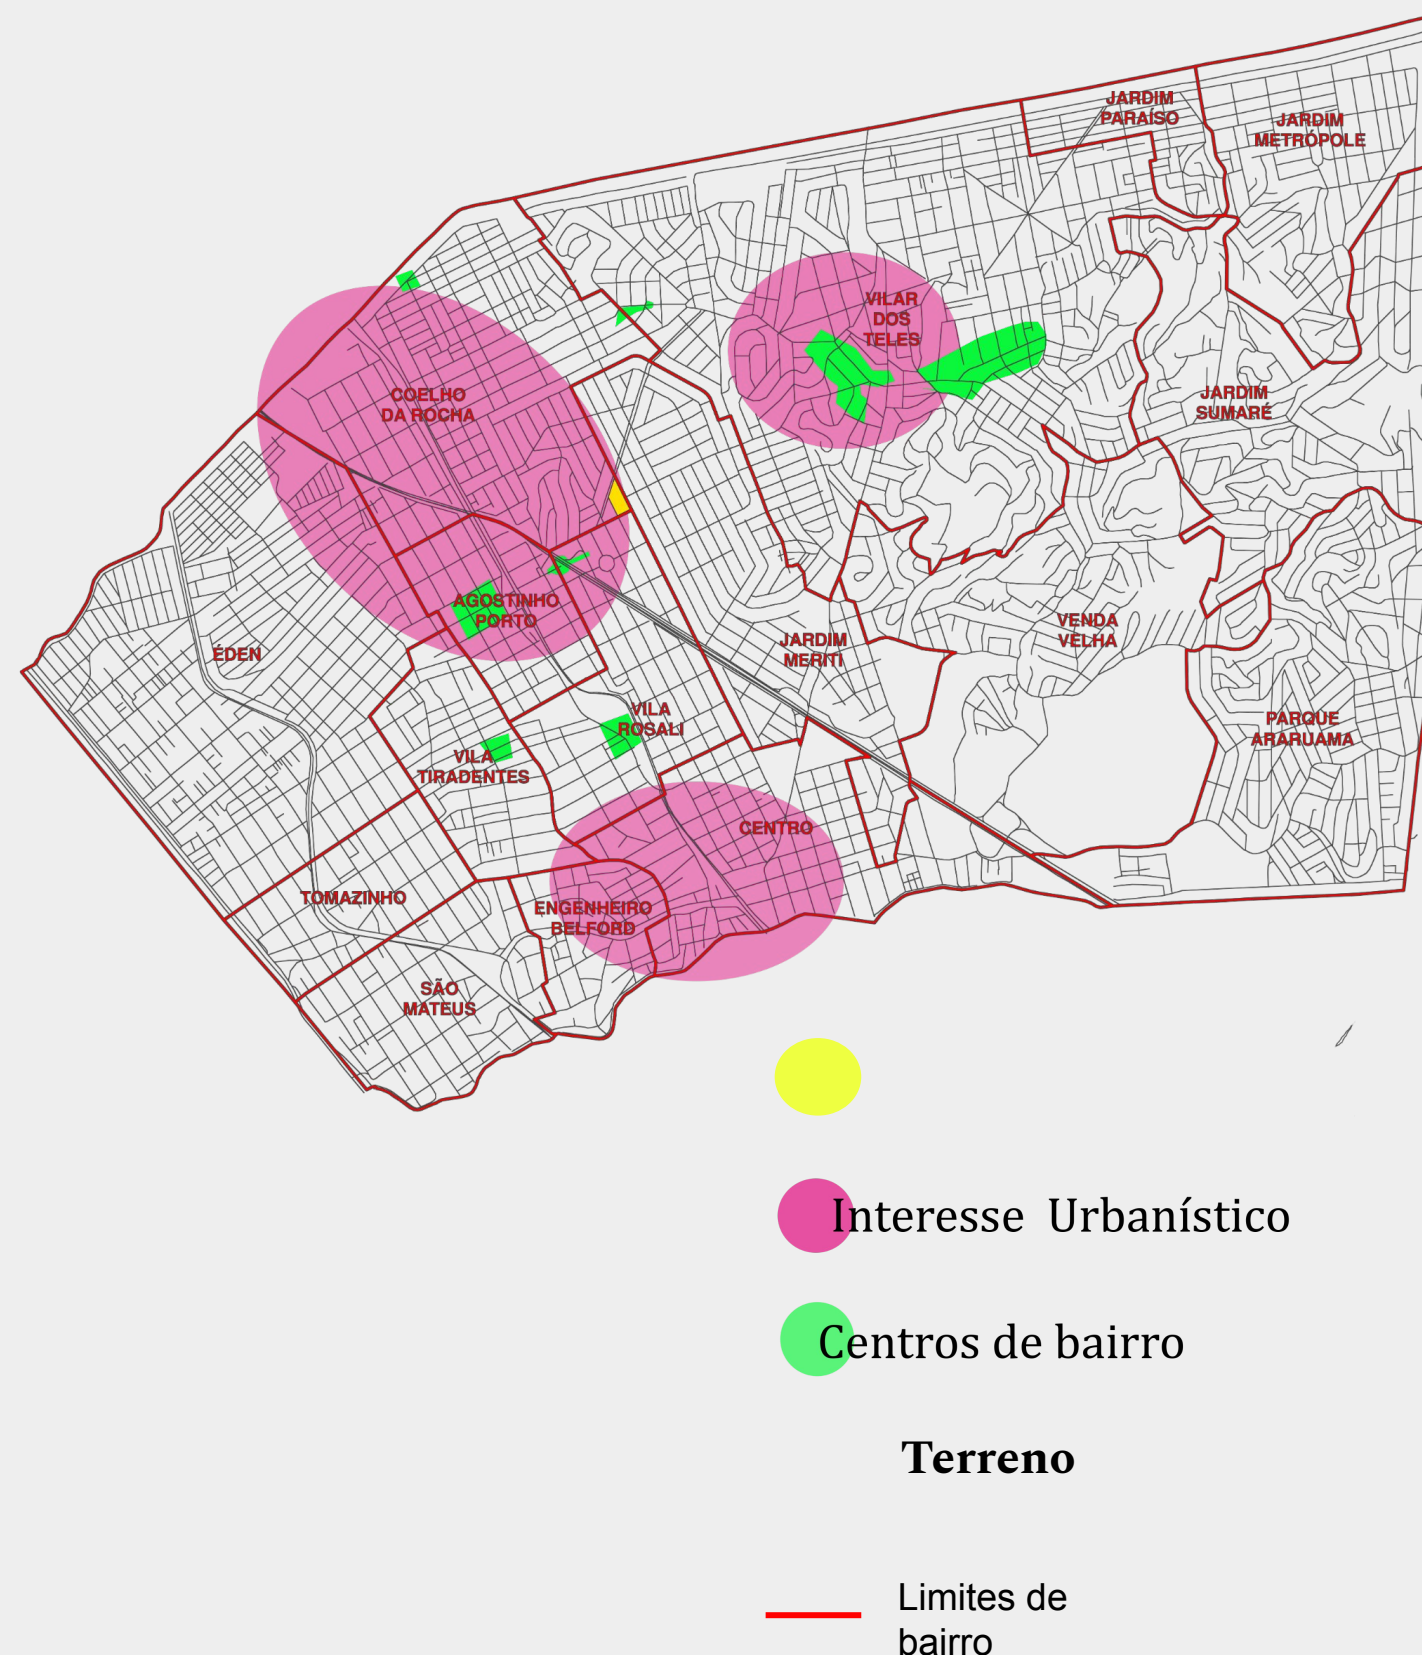 JARDIM
PARAÍSO
JARDIM
METRÓPOLE
VILAR
DOS
TELES
COELHO
DA ROCHA
JARDIM
SUMARÉ
AGOSTINHO
PORTO
ÉDEN
JARDIM
MERITI
VENDA
VELHA
VILA
ROSALI
PARQUE
ARARUAMA
VILA
TIRADENTES
CENTRO
TOMAZINHO
ENGENHEIRO
BELFORD
SÃO
MATEUS
Interesse Urbanístico
Centros de bairro
Terreno
Limites de
bairro